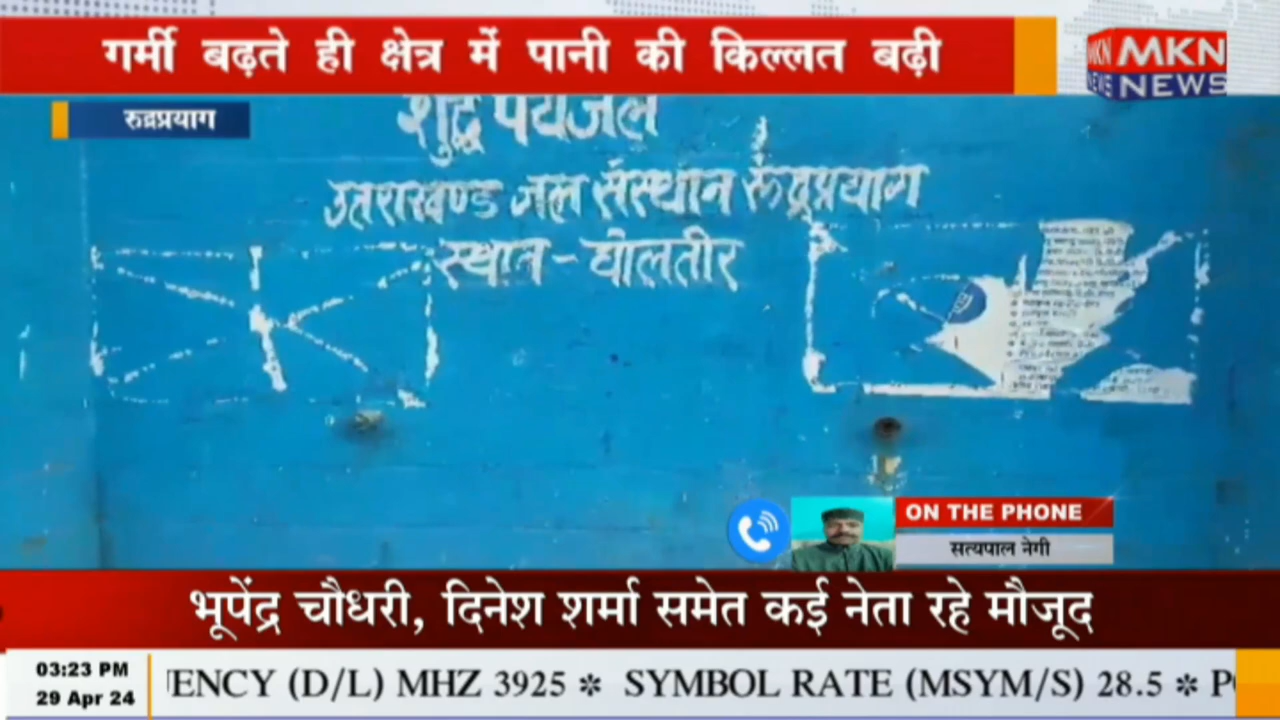 गर्मी बढ़ते ही क्षेत्र में पानी की किल्लत बढ़ी
MKN NEWS
रुद्रप्रयाग
शुद्ध पेयजल
उत्तराखण्ड जल संस्थान रूद्रप्रयाग
स्थान - घोलतीर
ON THE PHONE
सत्यपाल नेगी
भूपेंद्र चौधरी, दिनेश शर्मा समेत कई नेता रहे मौजूद
03:23 PM
29 Apr 24
ENCY (D/L) MHZ 3925 * SYMBOL RATE (MSYM/S) 28.5 * P